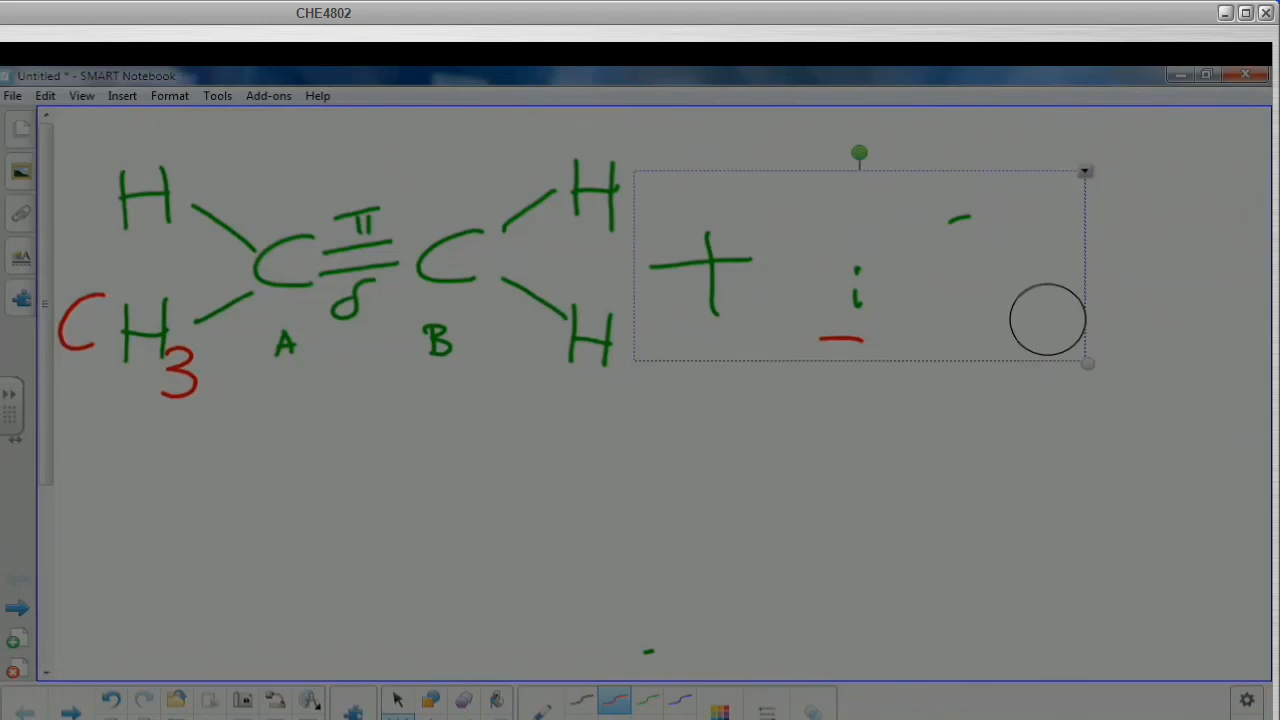 CHE4802
Untitled * - SMART Notebook
File Edit View Insert Format Tools Add-ons Help
H H
π
C C + i
CH3 δ H
A B